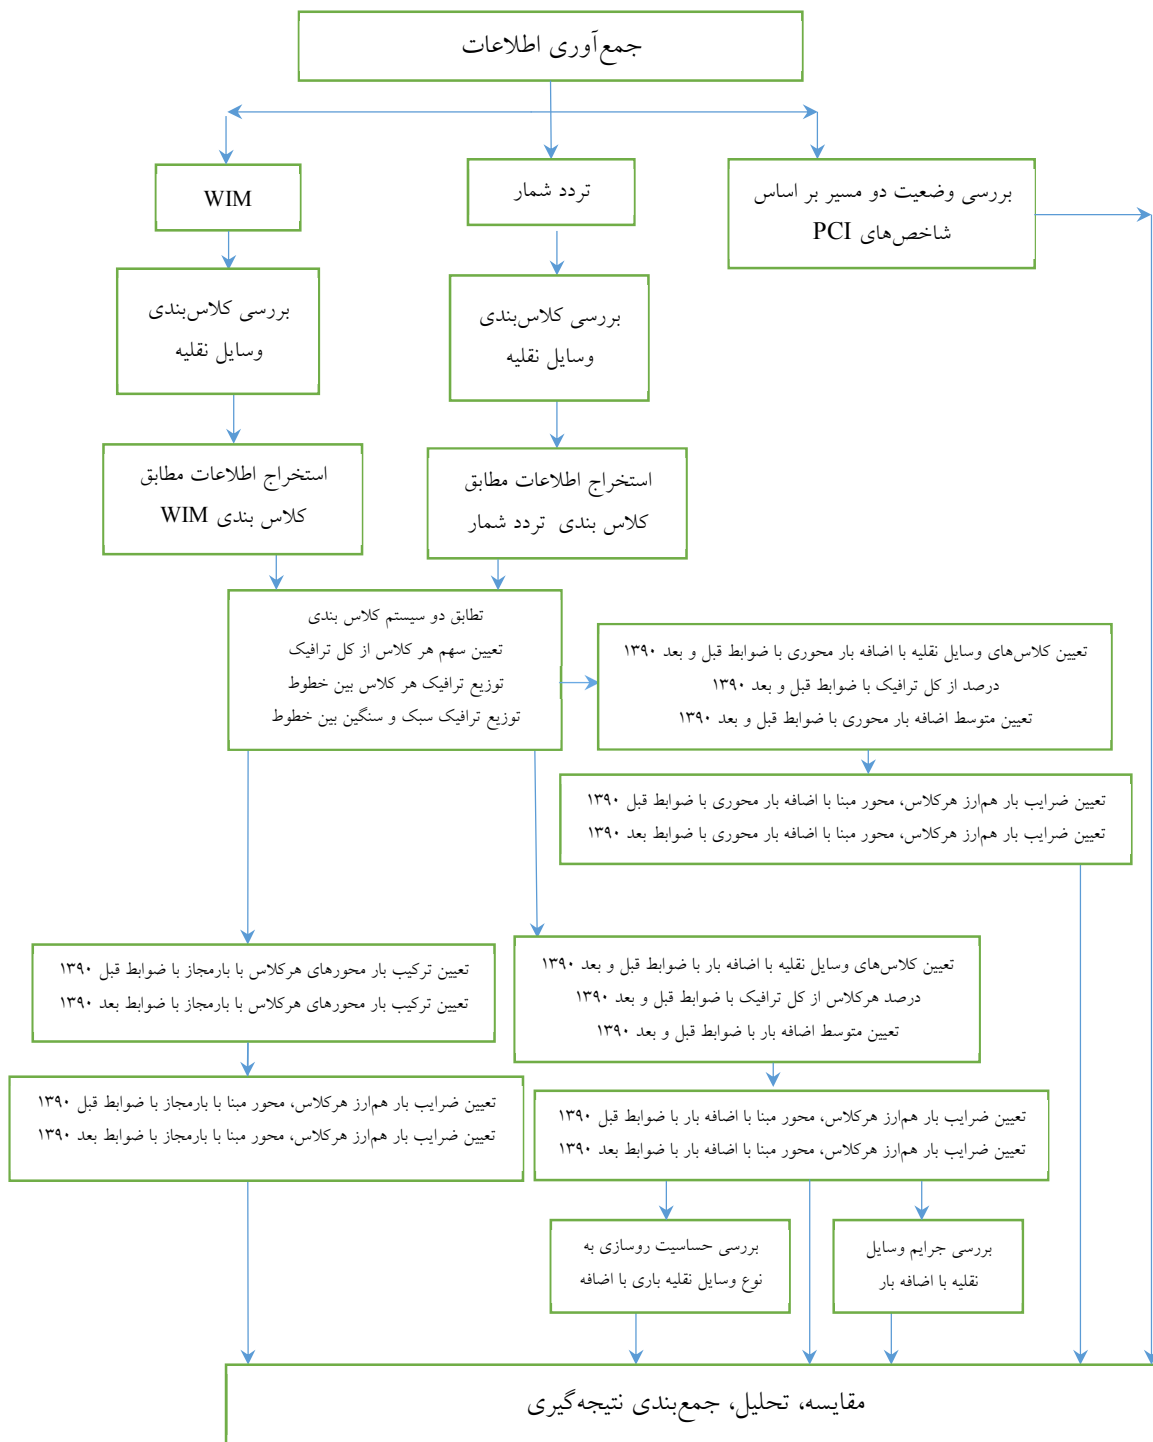 جمع‌آوری اطلاعات
بررسی وضعیت دو مسیر بر اساس
شاخص‌های PCI
تردد شمار
WIM
بررسی کلاس‌بندی
وسایل نقلیه
بررسی کلاس‌بندی
وسایل نقلیه
استخراج اطلاعات مطابق
کلاس بندی تردد شمار
استخراج اطلاعات مطابق
کلاس بندی WIM
تطابق دو سیستم کلاس بندی
تعیین سهم هر کلاس از کل ترافیک
توزیع ترافیک هر کلاس بین خطوط
توزیع ترافیک سبک و سنگین بین خطوط
تعیین کلاس‌های وسایل نقلیه با اضافه بار محوری با ضوابط قبل و بعد ۱۳۹۰
درصد از کل ترافیک با ضوابط قبل و بعد ۱۳۹۰
تعیین متوسط اضافه بار محوری با ضوابط قبل و بعد ۱۳۹۰
تعیین ضرایب بار هم‌ارز هرکلاس، محور مبنا با اضافه بار محوری با ضوابط قبل ۱۳۹۰
تعیین ضرایب بار هم‌ارز هرکلاس، محور مبنا با اضافه بار محوری با ضوابط بعد ۱۳۹۰
تعیین کلاس‌های وسایل نقلیه با اضافه بار با ضوابط قبل و بعد ۱۳۹۰
درصد هرکلاس از کل ترافیک با ضوابط قبل و بعد ۱۳۹۰
تعیین متوسط اضافه بار با ضوابط قبل و بعد ۱۳۹۰
تعیین ترکیب بار محورهای هرکلاس با بارمجاز با ضوابط قبل ۱۳۹۰
تعیین ترکیب بار محورهای هرکلاس با بارمجاز با ضوابط بعد ۱۳۹۰
تعیین ضرایب بار هم‌ارز هرکلاس، محور مبنا با اضافه بار با ضوابط قبل ۱۳۹۰
تعیین ضرایب بار هم‌ارز هرکلاس، محور مبنا با اضافه بار با ضوابط بعد ۱۳۹۰
تعیین ضرایب بار هم‌ارز هرکلاس، محور مبنا با بارمجاز با ضوابط قبل ۱۳۹۰
تعیین ضرایب بار هم‌ارز هرکلاس، محور مبنا با بارمجاز با ضوابط بعد ۱۳۹۰
بررسی جرایم وسایل
نقلیه با اضافه بار
بررسی حساسیت روسازی به
نوع وسایل نقلیه باری با اضافه
مقایسه، تحلیل، جمع‌بندی نتیجه‌گیری